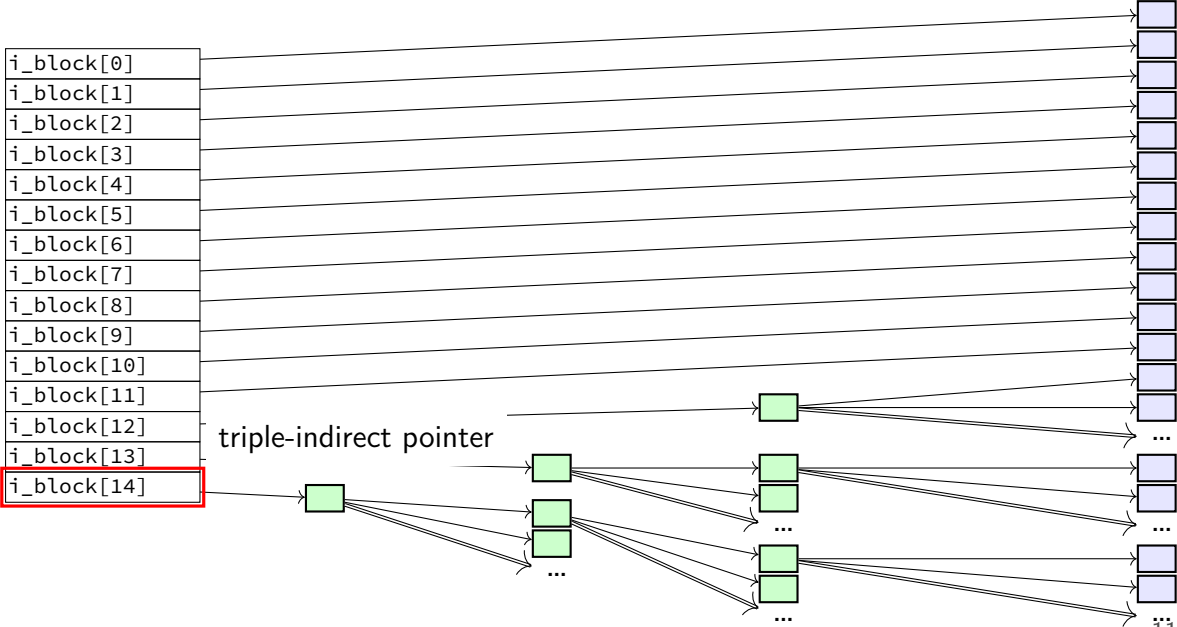 i_block[0]
i_block[1]
i_block[2]
i_block[3]
i_block[4]
i_block[5]
i_block[6]
i_block[7]
i_block[8]
i_block[9]
i_block[10]
i_block[11]
i_block[12]
...
triple-indirect pointer
i_block[13]
i_block[14]
...
...
...
...
...